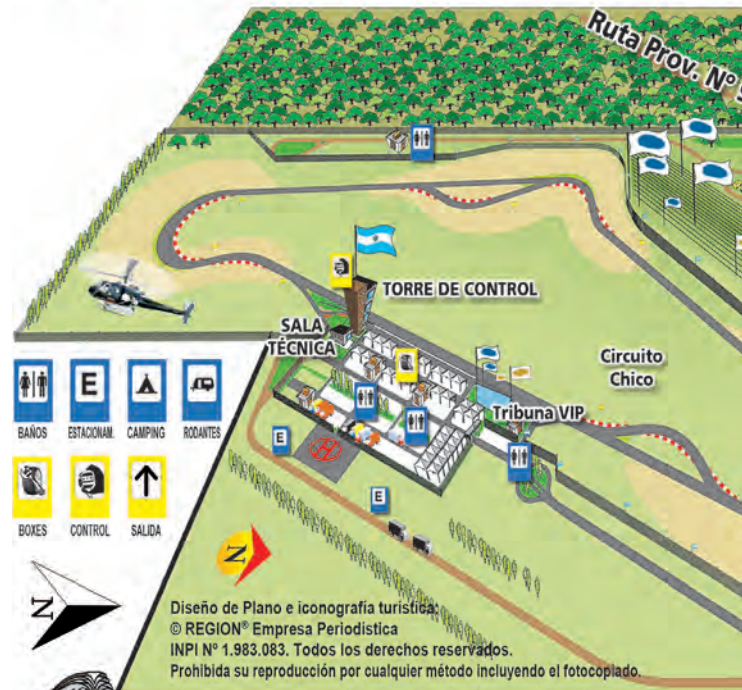 Ruta Prov. Nº
TORRE DE CONTROL
SALA
TÉCNICA
Circuito
Chico
Tribuna VIP
E
BAÑOS
ESTACIONAM.
CAMPING
RODANTES
E
H
BOXES
CONTROL
SALIDA
E
N
N
Diseño de Plano e iconografía turistica:
© REGION® Empresa Periodística
INPI Nº 1.983.083. Todos los derechos reservados.
Prohibida su reproducción por cualquier método incluyendo el fotocopiado.